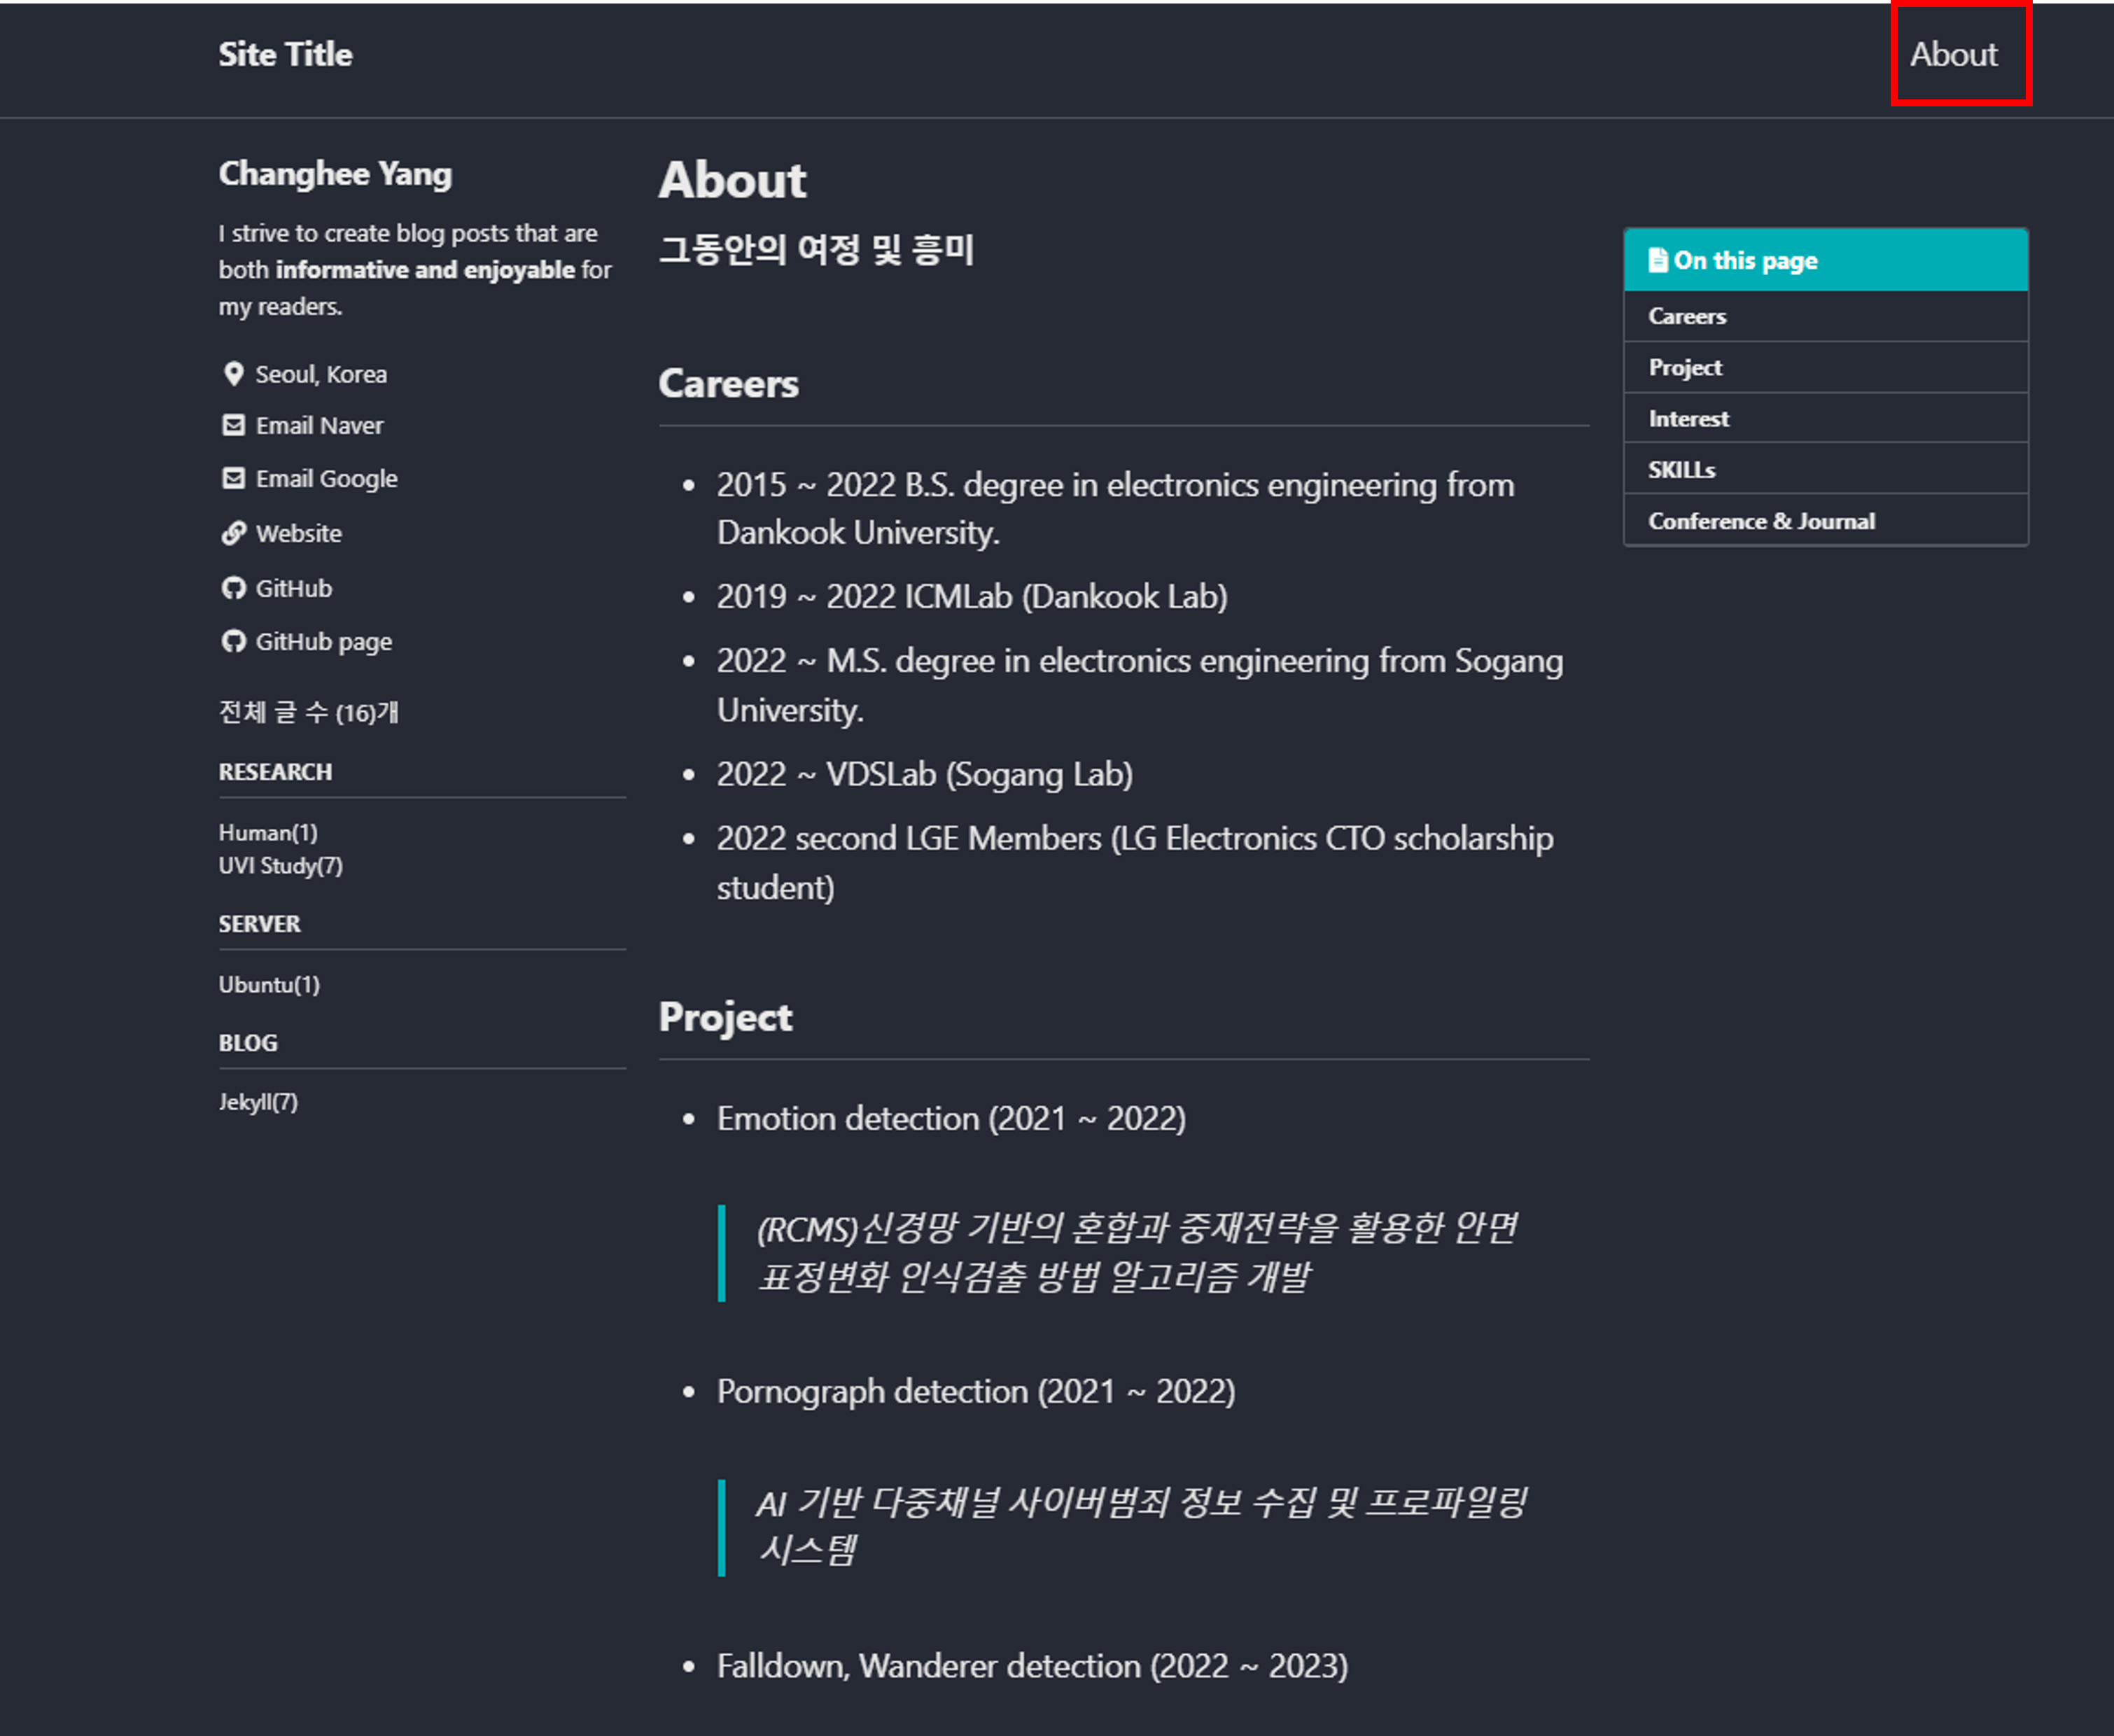 Site Title
About
Changhee Yang
I strive to create blog posts that are
both informative and enjoyable for
my readers.
Seoul, Korea
Email Naver
Email Google
Website
GitHub
GitHub page
전체 글 수 (16)개
RESEARCH
Human(1)
UVI Study(7)
SERVER
Ubuntu(1)
BLOG
Jekyll(7)
About
그동안의 여정 및 흥미
Careers
2015 ~ 2022 B.S. degree in electronics engineering from
Dankook University.
2019 ~ 2022 ICMLab (Dankook Lab)
2022 ~ M.S. degree in electronics engineering from Sogang
University.
2022 ~ VDSLab (Sogang Lab)
2022 second LGE Members (LG Electronics CTO scholarship
student)
Project
Emotion detection (2021 ~ 2022)
(RCMS)신경망 기반의 혼합과 중재전략을 활용한 안면
표정변화 인식검출 방법 알고리즘 개발
Pornograph detection (2021 ~ 2022)
AI 기반 다중채널 사이버범죄 정보 수집 및 프로파일링
시스템
Falldown, Wanderer detection (2022 ~ 2023)
On this page
Careers
Project
Interest
SKILLs
Conference & Journal